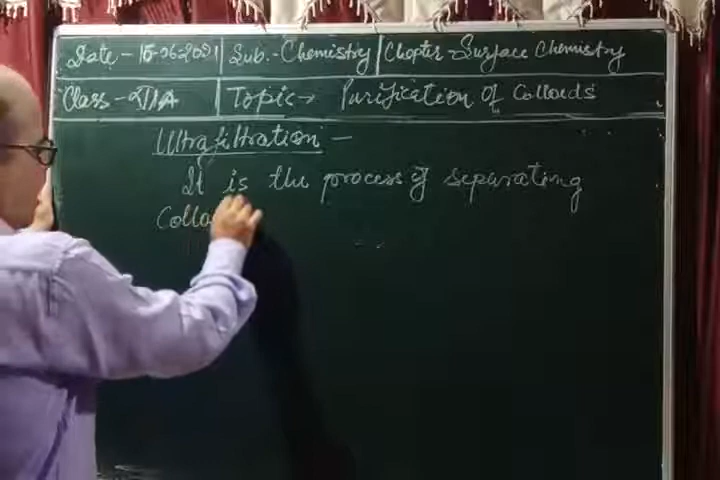 Date - 15-06-2021 Sub.- Chemistry Chapter - Surface Chemistry
Class - XII A Topic → Purification Of Colloids
Ultrafiltration -
It is the process of separating
Collo